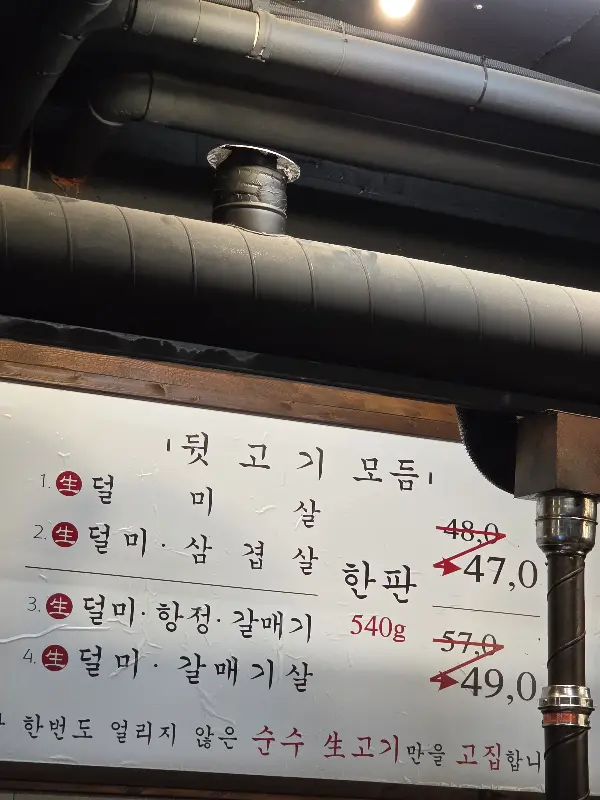 뒷고기 모듬
1. 生 덜미살
2. 生 덜미·삼겹살
한판
540g
48,0
47,0
3. 生 덜미·항정·갈매기
4. 生 덜미·갈매기살
57,0
49,0
한번도 얼리지 않은 순수 生고기만을 고집합니